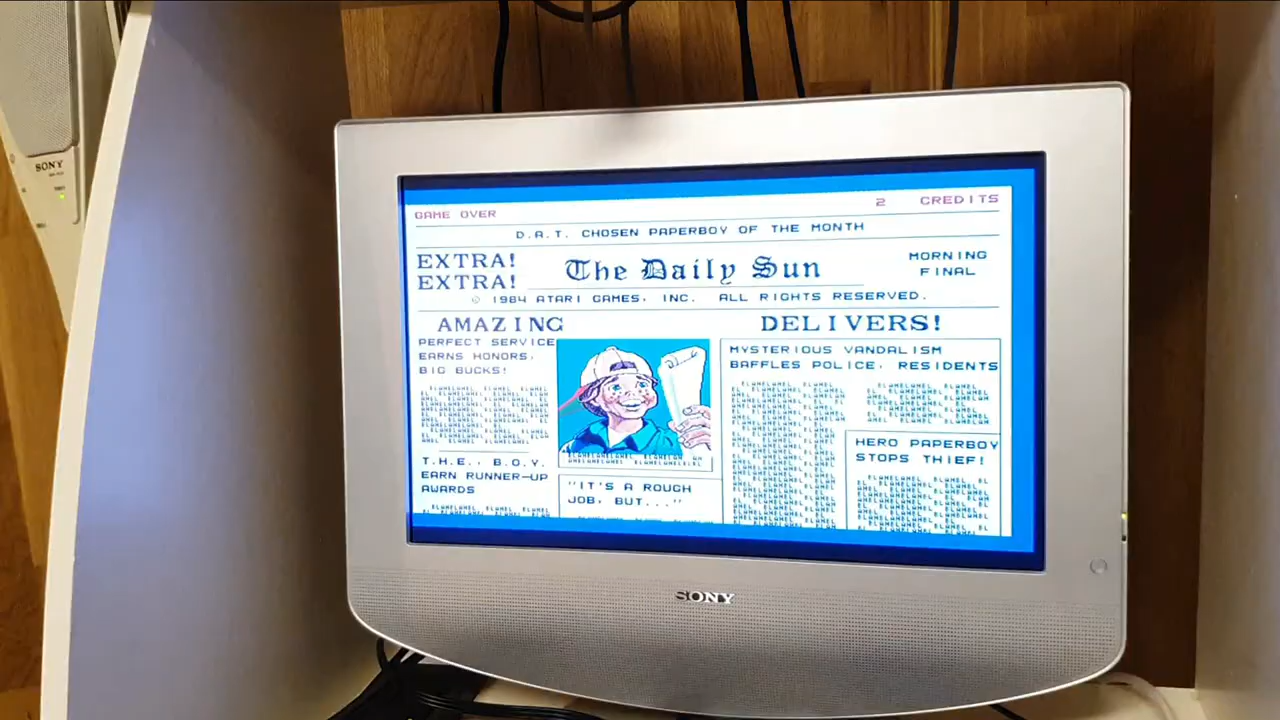 SONY
GAME OVER
2 CREDITS
D.A.T. CHOSEN PAPERBOY OF THE MONTH
EXTRA!
EXTRA!
The Daily Sun
MORNING
FINAL
© 1984 ATARI GAMES, INC. ALL RIGHTS RESERVED.
AMAZING
DELIVERS!
PERFECT SERVICE
EARNS HONORS,
BIG BUCKS!
MYSTERIOUS VANDALISM
BAFFLES POLICE, RESIDENTS
HERO PAPERBOY
STOPS THIEF!
T.H.E., B.O.Y.
EARN RUNNER-UP
AWARDS
"IT'S A ROUGH
JOB, BUT..."
SONY